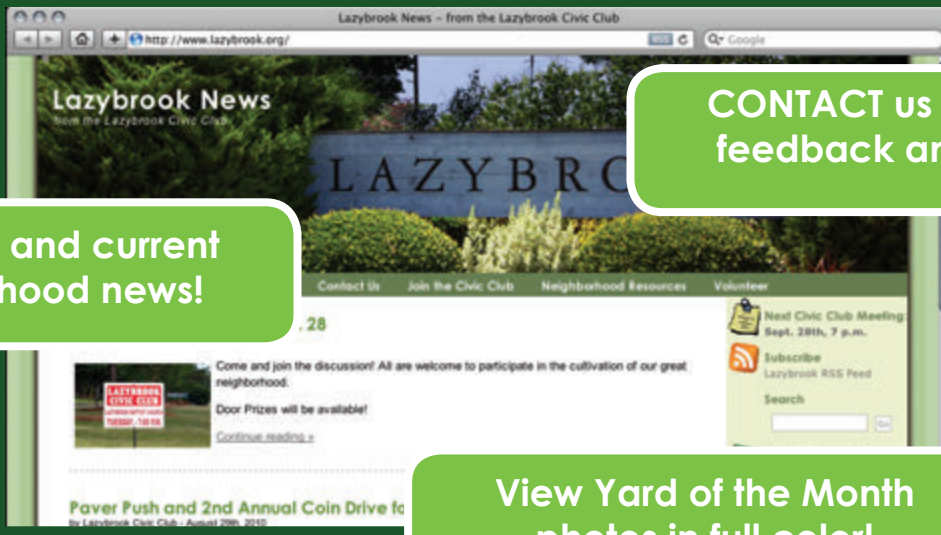 Lazybrook News – from the Lazybrook Civic Club
http://www.lazybrook.org/
RSS
Google
Lazybrook News
from the Lazybrook Civic Club
LAZYBRO
CONTACT us
feedback an
and current
hood news!
Contact Us
Join the Civic Club
Neighborhood Resources
Volunteer
28
Come and join the discussion! All are welcome to participate in the cultivation of our great
neighborhood.
Door Prizes will be available!
Continue reading »
LAZYBROOK
CIVIC CLUB
Next Civic Club Meeting:
Sept. 28th, 7 p.m.
Subscribe
Lazybrook RSS Feed
Search
Go
Paver Push and 2nd Annual Coin Drive fo
by Lazybrook Civic Club - August 29th, 2010
View Yard of the Month
photos in full color!